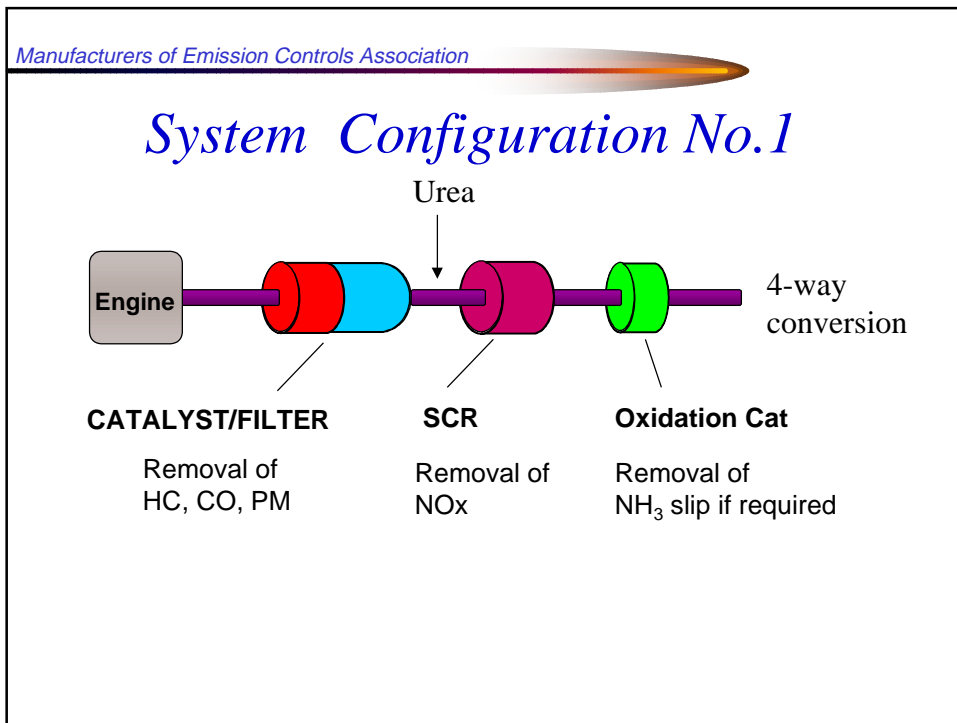 Manufacturers of Emission Controls Association
System Configuration No.1
Urea
Engine
4-way
conversion
CATALYST/FILTER
Removal of
HC, CO, PM
SCR
Removal of
NOx
Oxidation Cat
Removal of
NH₃ slip if required